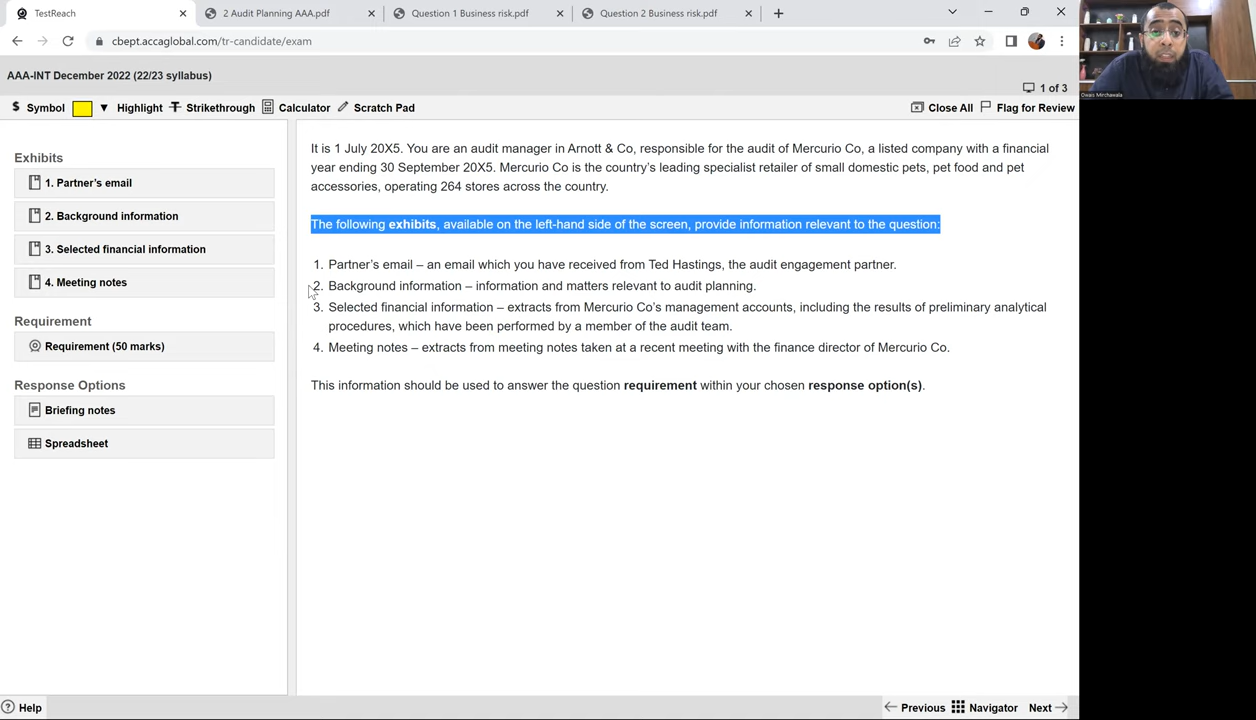 TestReach
2 Audit Planning AAA.pdf
Question 1 Business risk.pdf
Question 2 Business risk.pdf
cbept.accaglobal.com/tr-candidate/exam
AAA-INT December 2022 (22/23 syllabus)
1 of 3
$ Symbol
Highlight
Strikethrough
Calculator
Scratch Pad
Close All
Flag for Review
Exhibits
1. Partner's email
2. Background information
3. Selected financial information
4. Meeting notes
Requirement
Requirement (50 marks)
Response Options
Briefing notes
Spreadsheet
It is 1 July 20X5. You are an audit manager in Arnott & Co, responsible for the audit of Mercurio Co, a listed company with a financial
year ending 30 September 20X5. Mercurio Co is the country's leading specialist retailer of small domestic pets, pet food and pet
accessories, operating 264 stores across the country.
The following exhibits, available on the left-hand side of the screen, provide information relevant to the question:
1. Partner's email – an email which you have received from Ted Hastings, the audit engagement partner.
2. Background information – information and matters relevant to audit planning.
3. Selected financial information – extracts from Mercurio Co's management accounts, including the results of preliminary analytical
procedures, which have been performed by a member of the audit team.
4. Meeting notes – extracts from meeting notes taken at a recent meeting with the finance director of Mercurio Co.
This information should be used to answer the question requirement within your chosen response option(s).
Owais Mirchawala
? Help
Previous
Navigator
Next